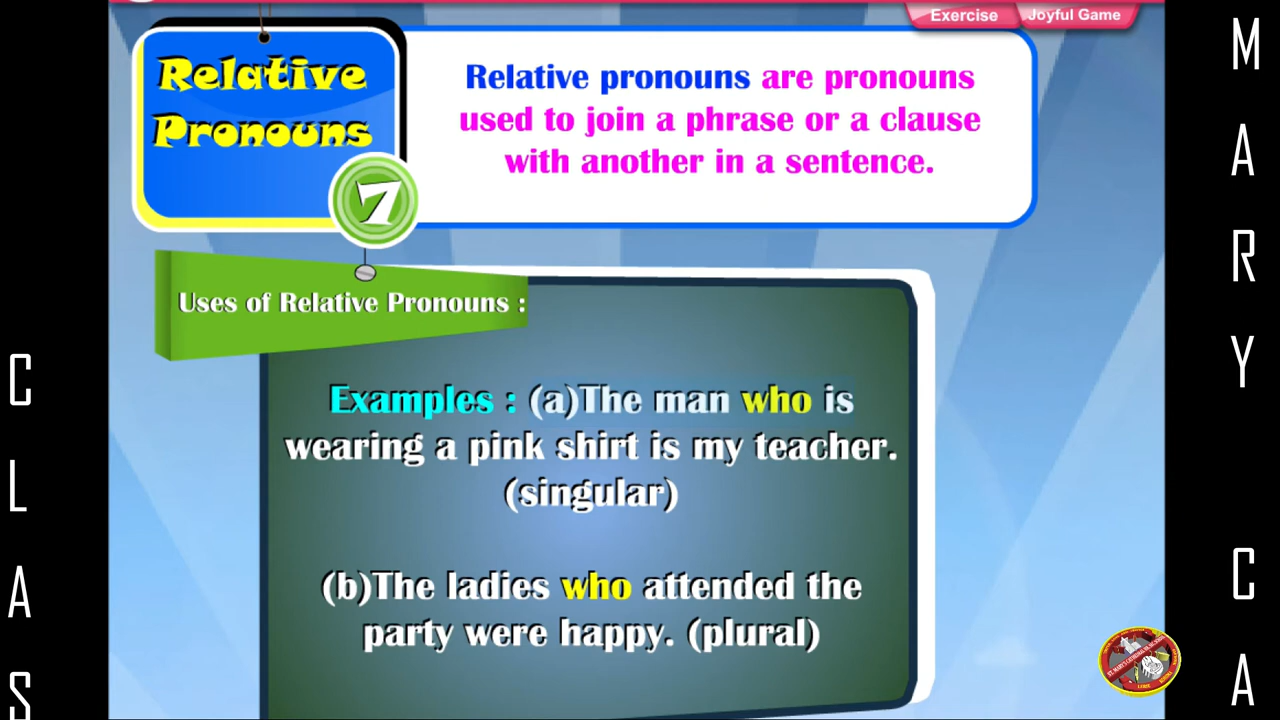 Exercise Joyful Game
Relative
Pronouns
7
Relative pronouns are pronouns
used to join a phrase or a clause
with another in a sentence.
Uses of Relative Pronouns :
Examples : (a)The man who is
wearing a pink shirt is my teacher.
(singular)
(b)The ladies who attended the
party were happy. (plural)
C
L
A
S
M
A
R
Y
C
A